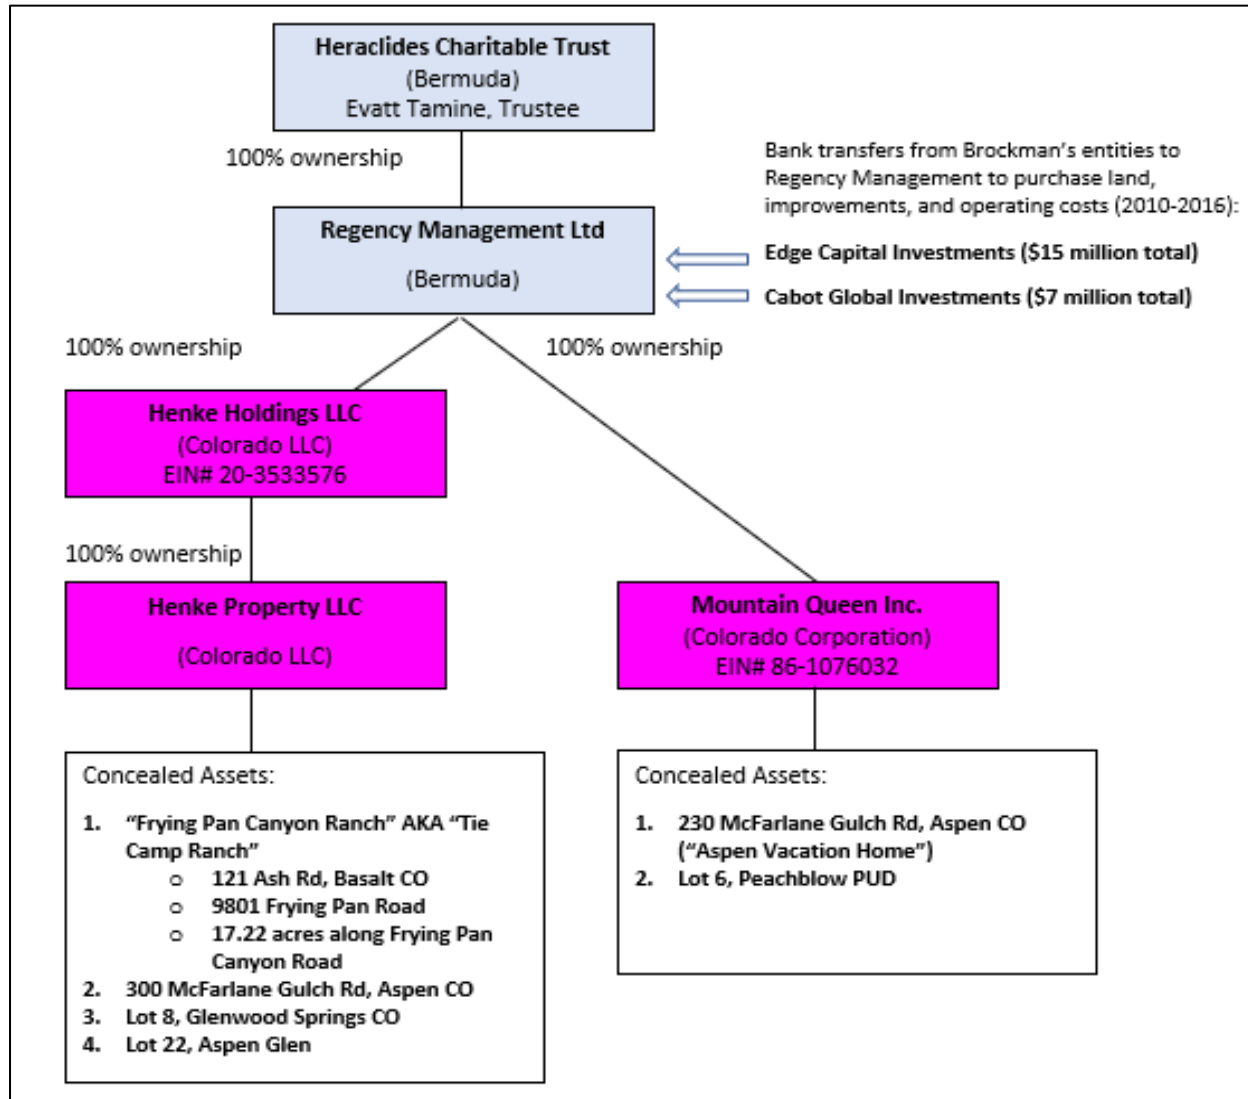 Heraclides Charitable Trust
(Bermuda)
Evatt Tamine, Trustee
100% ownership
Bank transfers from Brockman's entities to
Regency Management to purchase land,
improvements, and operating costs (2010-2016):
Regency Management Ltd
(Bermuda)
Edge Capital Investments ($15 million total)
Cabot Global Investments ($7 million total)
100% ownership
100% ownership
Henke Holdings LLC
(Colorado LLC)
EIN# 20-3533576
100% ownership
Henke Property LLC
(Colorado LLC)
Mountain Queen Inc.
(Colorado Corporation)
EIN# 86-1076032
Concealed Assets:
1. "Frying Pan Canyon Ranch" AKA "Tie
Camp Ranch"
o 121 Ash Rd, Basalt CO
o 9801 Frying Pan Road
o 17.22 acres along Frying Pan
Canyon Road
2. 300 McFarlane Gulch Rd, Aspen CO
3. Lot 8, Glenwood Springs CO
4. Lot 22, Aspen Glen
Concealed Assets:
1. 230 McFarlane Gulch Rd, Aspen CO
("Aspen Vacation Home")
2. Lot 6, Peachblow PUD